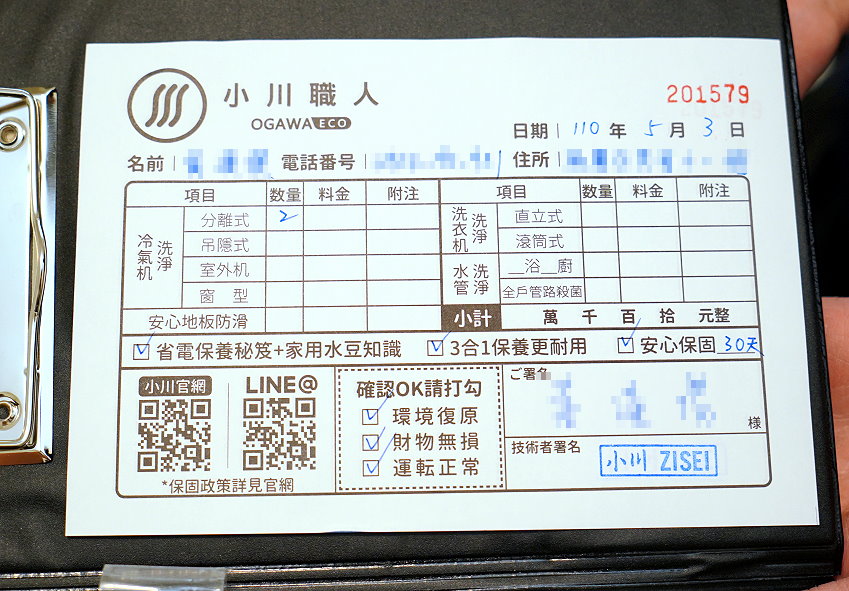 小川職人
OGAWA ECO
201579
日期 110 年 5 月 3 日
名前 電話番号 住所
項目 数量 料金 附注 項目 数量 料金 附注
冷氣机 洗淨
分離式 2
吊隱式
室外机
窗型
安心地板防滑
洗衣机 洗淨
直立式
滾筒式
水管 洗淨
__浴__廚
全戶管路殺菌
小計 萬 千 百 拾 元整
省電保養秘笈+家用水豆知識 3合1保養更耐用 安心保固 30天
小川官網 LINE@
*保固政策詳見官網
確認OK請打勾
環境復原
財物無損
運転正常
ご署名
様
技術者署名 小川 ZISEI